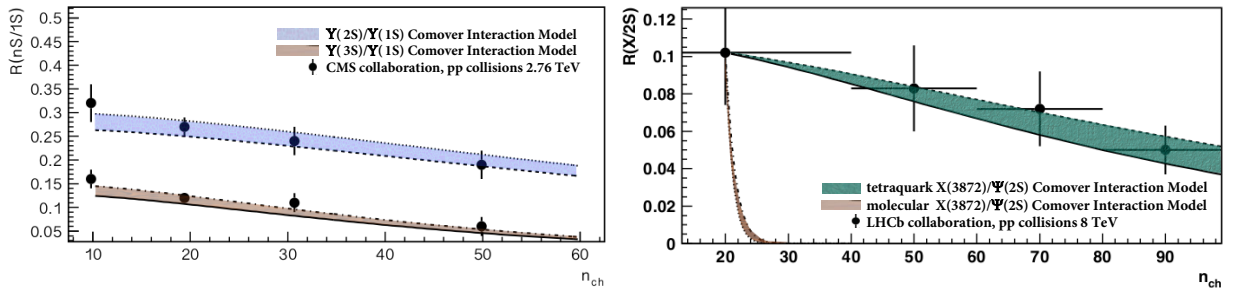 R(nS/1S)
0.5
0.45
0.4
0.35
0.3
0.25
0.2
0.15
0.1
0.05
ϒ(2S)/ϒ(1S) Comover Interaction Model
ϒ(3S)/ϒ(1S) Comover Interaction Model
CMS collaboration, pp collisions 2.76 TeV
10 20 30 40 50 60
n_ch
R(X/2S)
0.12
0.1
0.08
0.06
0.04
0.02
0
tetraquark X(3872)/Ψ(2S) Comover Interaction Model
molecular X(3872)/Ψ(2S) Comover Interaction Model
LHCb collaboration, pp collisions 8 TeV
20 30 40 50 60 70 80 90
n_ch